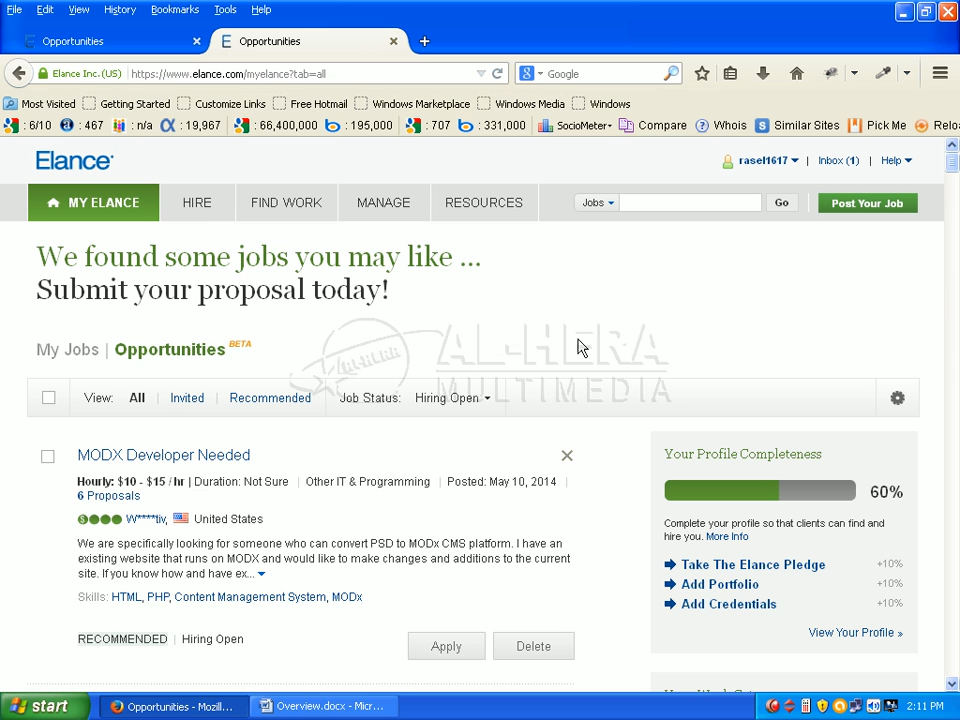 File Edit View History Bookmarks Tools Help
Opportunities × Opportunities × +
Elance Inc. (US) https://www.elance.com/myelance?tab=all Google
Most Visited Getting Started Customize Links Free Hotmail Windows Marketplace Windows Media Windows
: 6/10 : 467 : n/a : 19,967 : 66,400,000 : 195,000 : 707 : 331,000 SocioMeter Compare Whois Similar Sites Pick Me Relo
Elance rasel1617 | Inbox (1) | Help
MY ELANCE HIRE FIND WORK MANAGE RESOURCES Jobs Go Post Your Job
We found some jobs you may like ...
Submit your proposal today!
AL-HERA
MULTIMEDIA
My Jobs | Opportunities BETA
View: All | Invited | Recommended Job Status: Hiring Open
MODX Developer Needed
Hourly: $10 - $15 / hr | Duration: Not Sure | Other IT & Programming | Posted: May 10, 2014 |
6 Proposals
W****tiv, United States
We are specifically looking for someone who can convert PSD to MODx CMS platform. I have an
existing website that runs on MODX and would like to make changes and additions to the current
site. If you know how and have ex...
Skills: HTML, PHP, Content Management System, MODx
RECOMMENDED | Hiring Open Apply Delete
Your Profile Completeness
60%
Complete your profile so that clients can find and
hire you. More Info
Take The Elance Pledge +10%
Add Portfolio +10%
Add Credentials +10%
View Your Profile »
start Opportunities - Mozill... Overview.docx - Micr... 2:11 PM